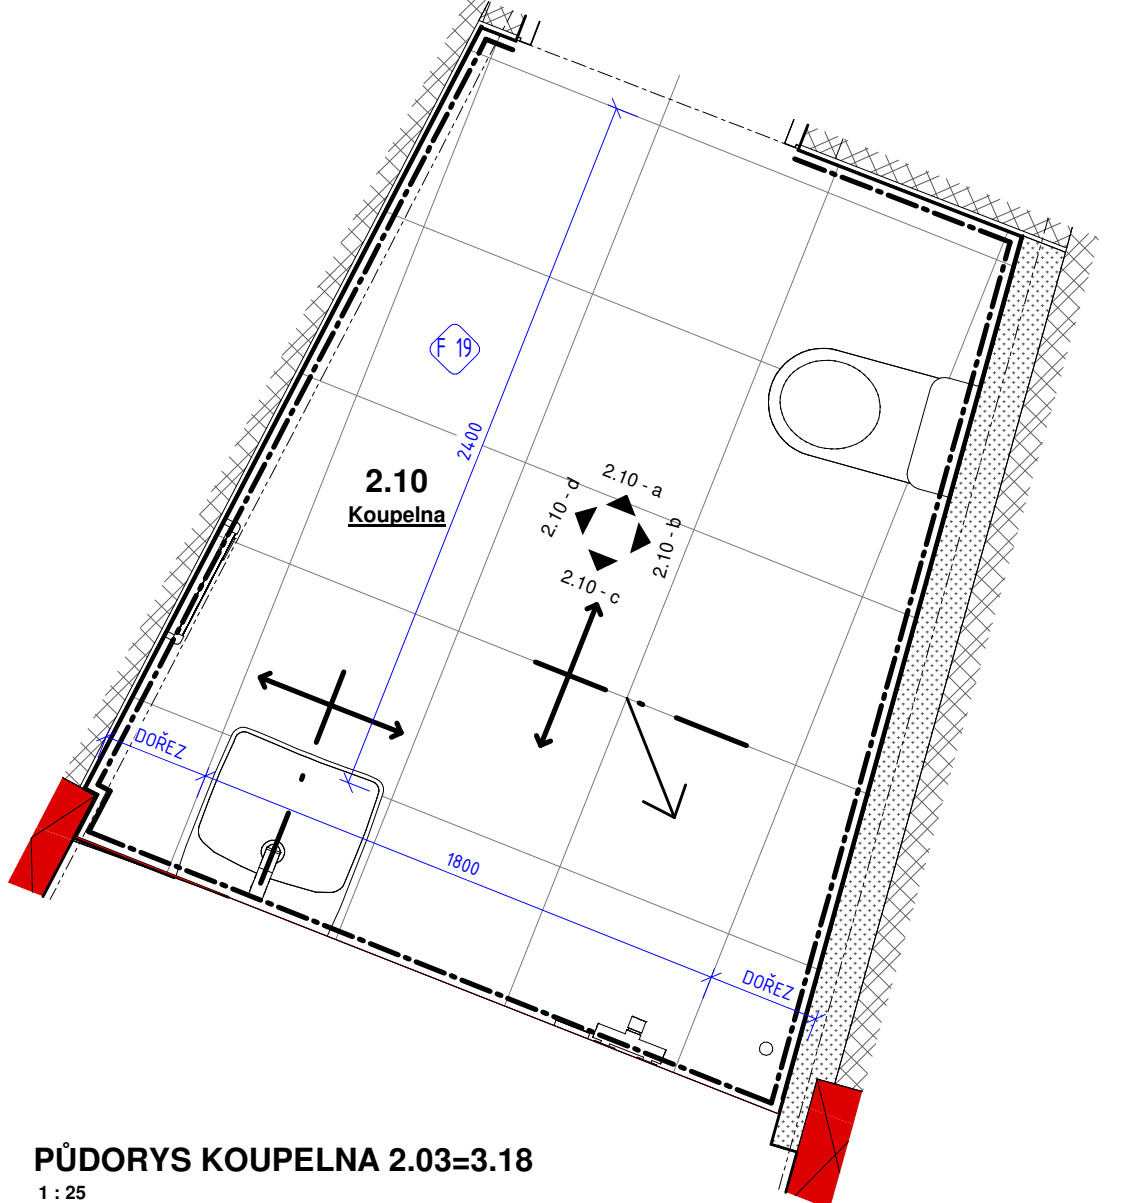 F 19
2400
2.10
Koupelna
2.10 - a
2.10 - d
2.10 - b
2.10 - c
DOŘEZ
1800
DOŘEZ
PŮDORYS KOUPELNA 2.03=3.18
1 : 25